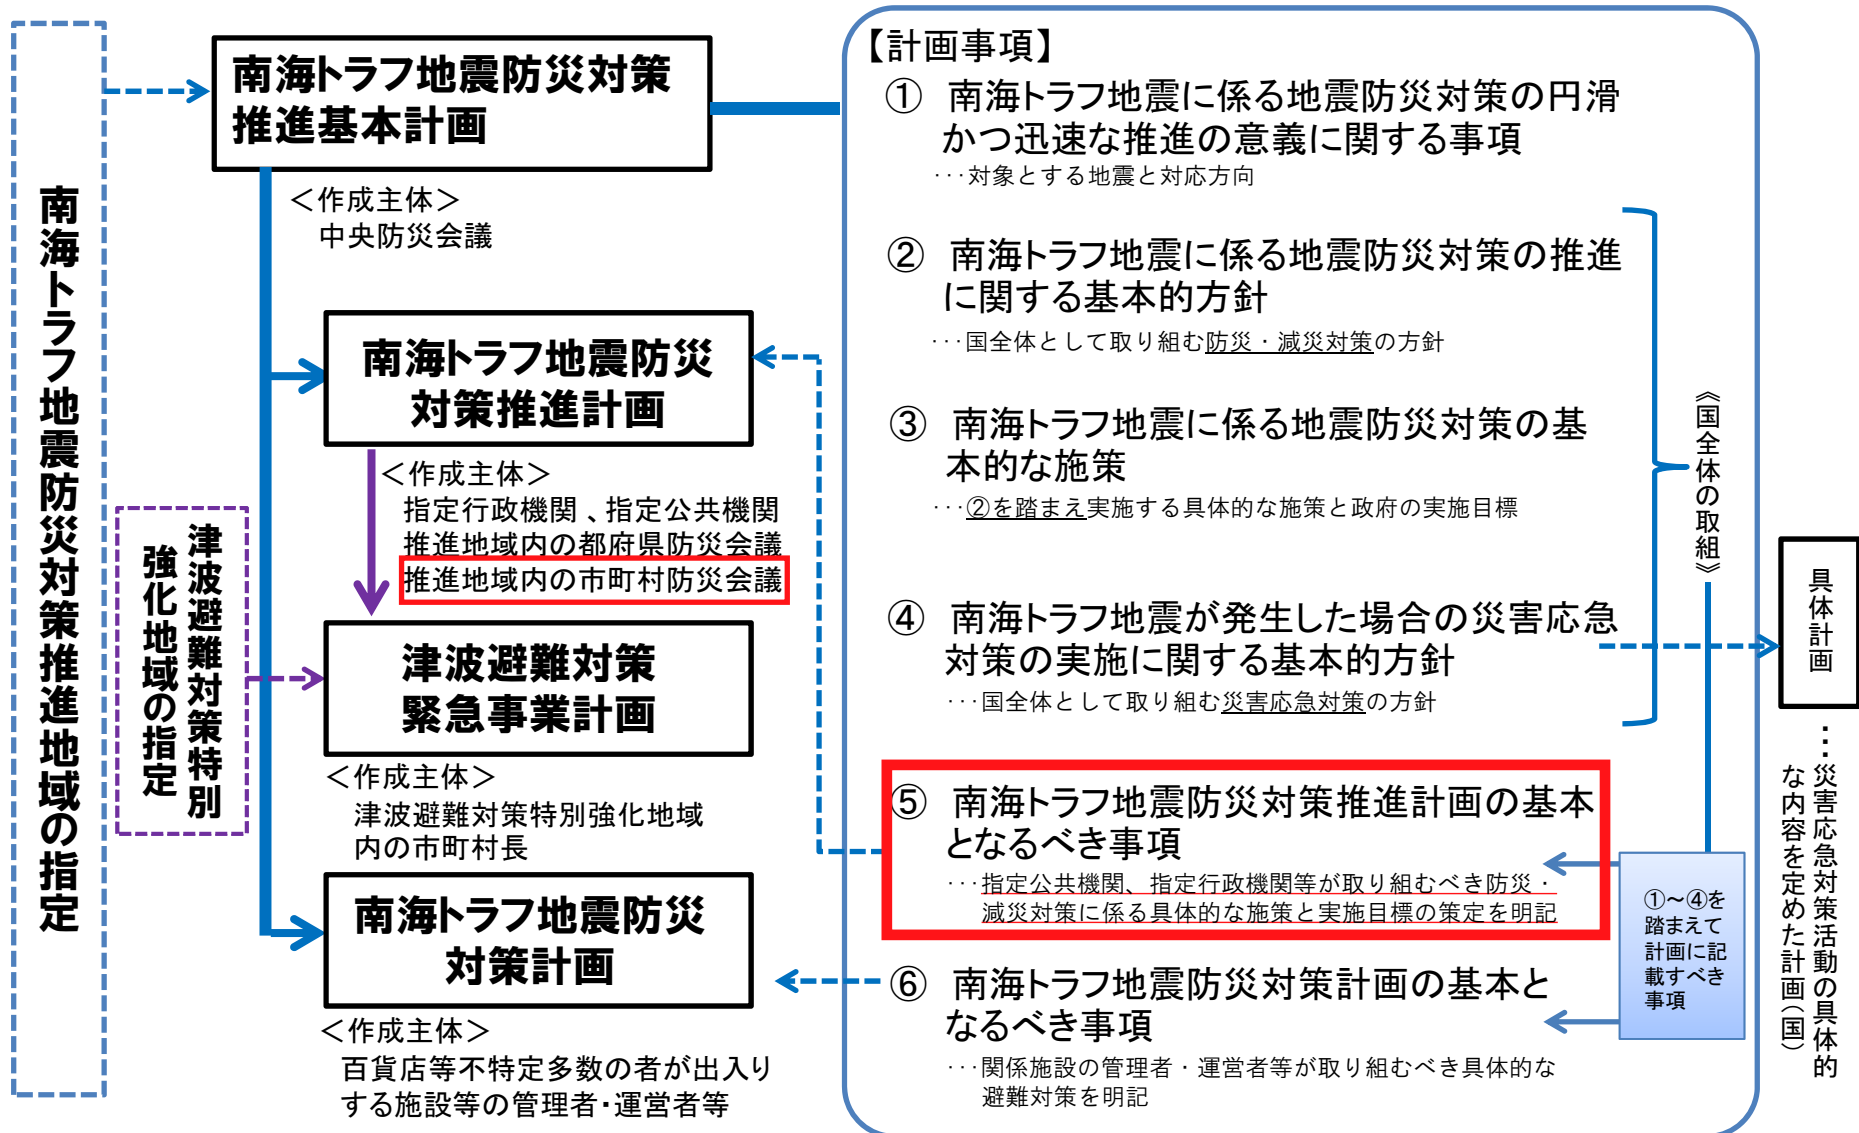 南海トラフ地震防災対策推進地域の指定
南海トラフ地震防災対策
推進基本計画
＜作成主体＞
中央防災会議
南海トラフ地震防災
対策推進計画
＜作成主体＞
指定行政機関、指定公共機関
推進地域内の都府県防災会議
推進地域内の市町村防災会議
津波避難対策特別
強化地域の指定
津波避難対策
緊急事業計画
＜作成主体＞
津波避難対策特別強化地域
内の市町村長
南海トラフ地震防災
対策計画
＜作成主体＞
百貨店等不特定多数の者が出入り
する施設等の管理者・運営者等
【計画事項】
① 南海トラフ地震に係る地震防災対策の円滑
かつ迅速な推進の意義に関する事項
･･･対象とする地震と対応方向
② 南海トラフ地震に係る地震防災対策の推進
に関する基本的方針
･･･国全体として取り組む防災・減災対策の方針
③ 南海トラフ地震に係る地震防災対策の基
本的な施策
･･･②を踏まえ実施する具体的な施策と政府の実施目標
④ 南海トラフ地震が発生した場合の災害応急
対策の実施に関する基本的方針
･･･国全体として取り組む災害応急対策の方針
⑤ 南海トラフ地震防災対策推進計画の基本
となるべき事項
･･･指定公共機関、指定行政機関等が取り組むべき防災・
減災対策に係る具体的な施策と実施目標の策定を明記
⑥ 南海トラフ地震防災対策計画の基本と
なるべき事項
･･･関係施設の管理者・運営者等が取り組むべき具体的な
避難対策を明記
《国全体の取組》
①～④を
踏まえて
計画に記
載すべき
事項
具体計画
･･･災害応急対策活動の具体的
な内容を定めた計画（国）